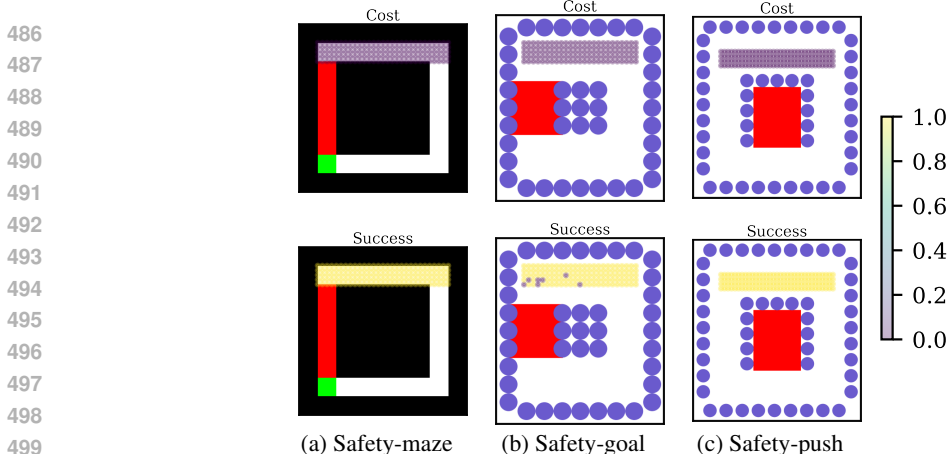 486
487
488
489
490
491
492
493
494
495
496
497
498
499
Cost
Cost
Cost
Success
Success
Success
1.0
0.8
0.6
0.4
0.2
0.0
(a) Safety-maze
(b) Safety-goal
(c) Safety-push